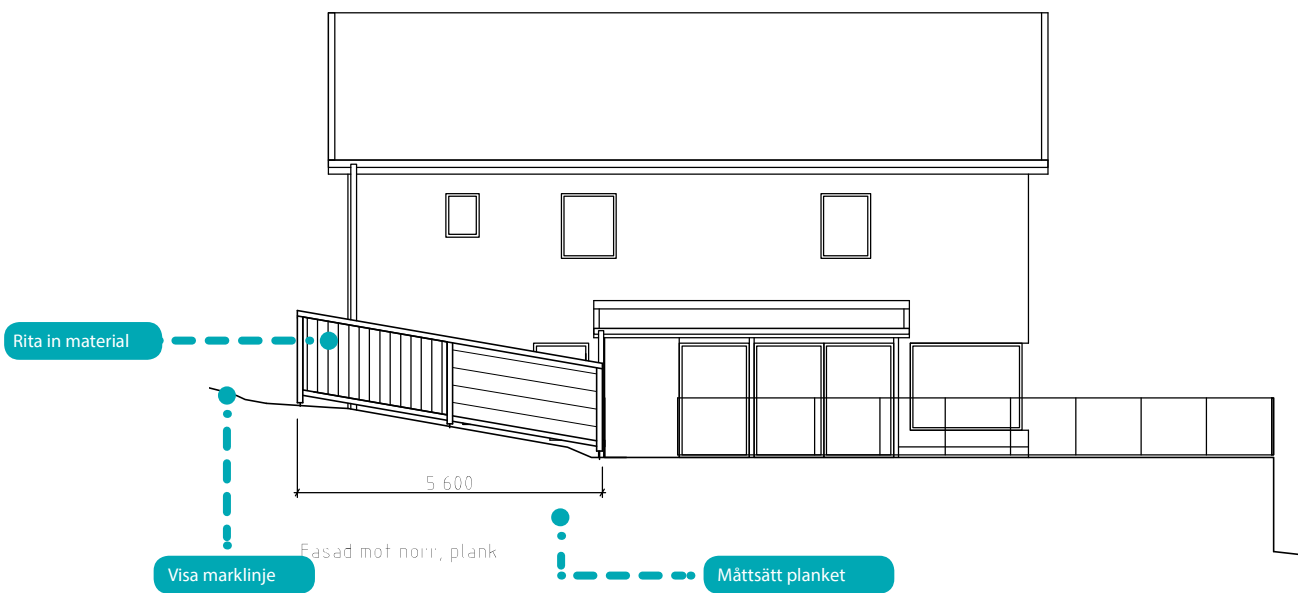 Rita in material
5 600
Fasad mot norr, plank
Visa marklinje
Måttsätt planket